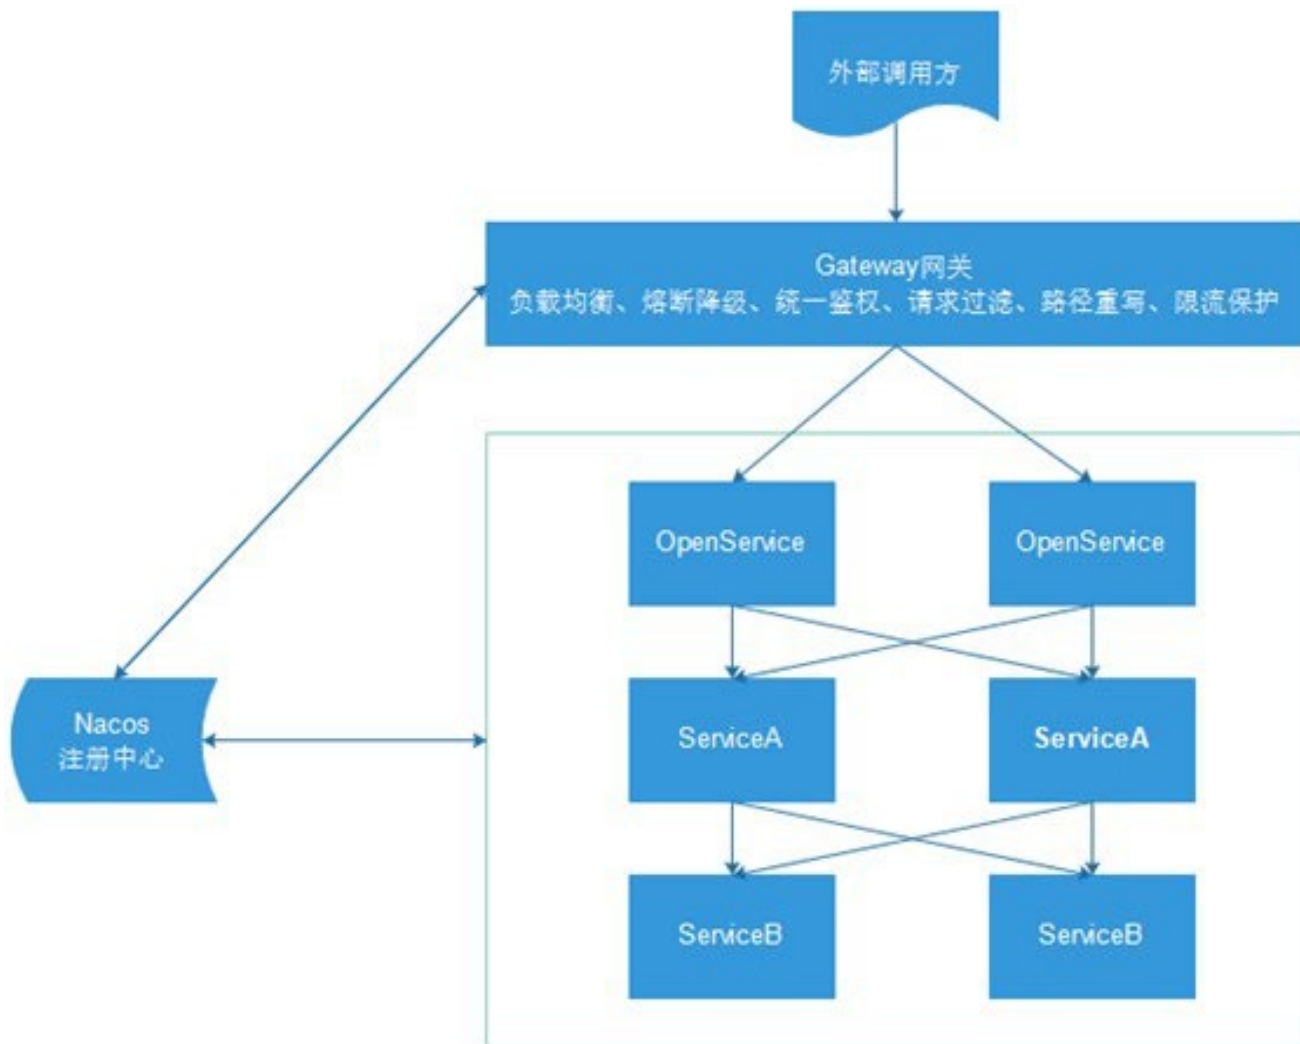 外部调用方
Gateway网关
负载均衡、熔断降级、统一鉴权、请求过滤、路径重写、限流保护
OpenService
OpenService
Nacos
注册中心
ServiceA
ServiceA
ServiceB
ServiceB